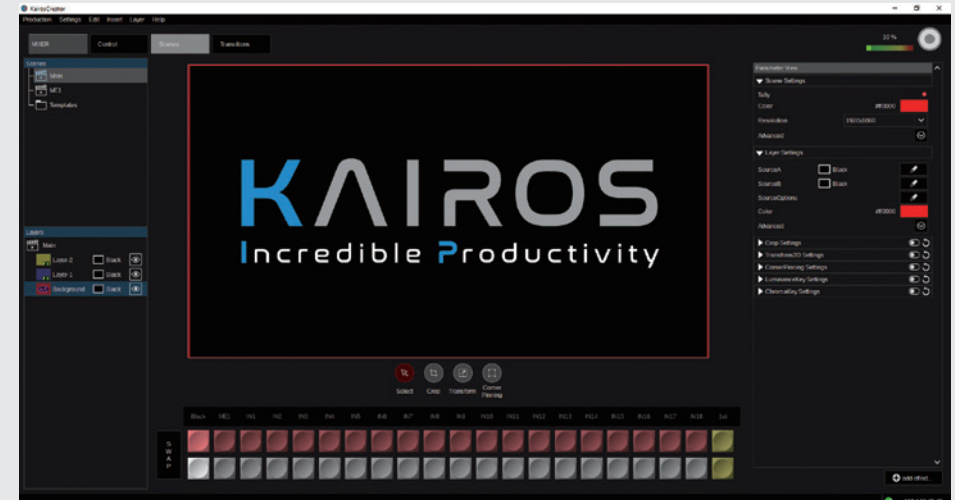 KairosCreator
Production Settings Edit Insert Layer Help
MIXER Control Scenes Transitions 10 %
Scenes
Main
ME1
Templates
KAIROS
Incredible Productivity
Parameter View
Scene Settings
Tally
Color #ff0000
Resolution
Advanced
Layer Settings
SourceA Black
SourceB Black
SourceOptions
Color #ff0000
Advanced
Crop Settings
Transform2D Settings
CornerPinning Settings
LuminanceKey Settings
ChromaKey Settings
Layers
Main
Layer 2 Black
Layer 1 Black
Background Black
Select Crop Transform Corner
Pinning
Black ME1 IN1 IN2 IN3 IN4 IN5 IN6 IN7 IN8 IN9 IN10 IN11 IN12 IN13 IN14 IN15 IN16 IN17 IN18 1st
SWAP
add effect...